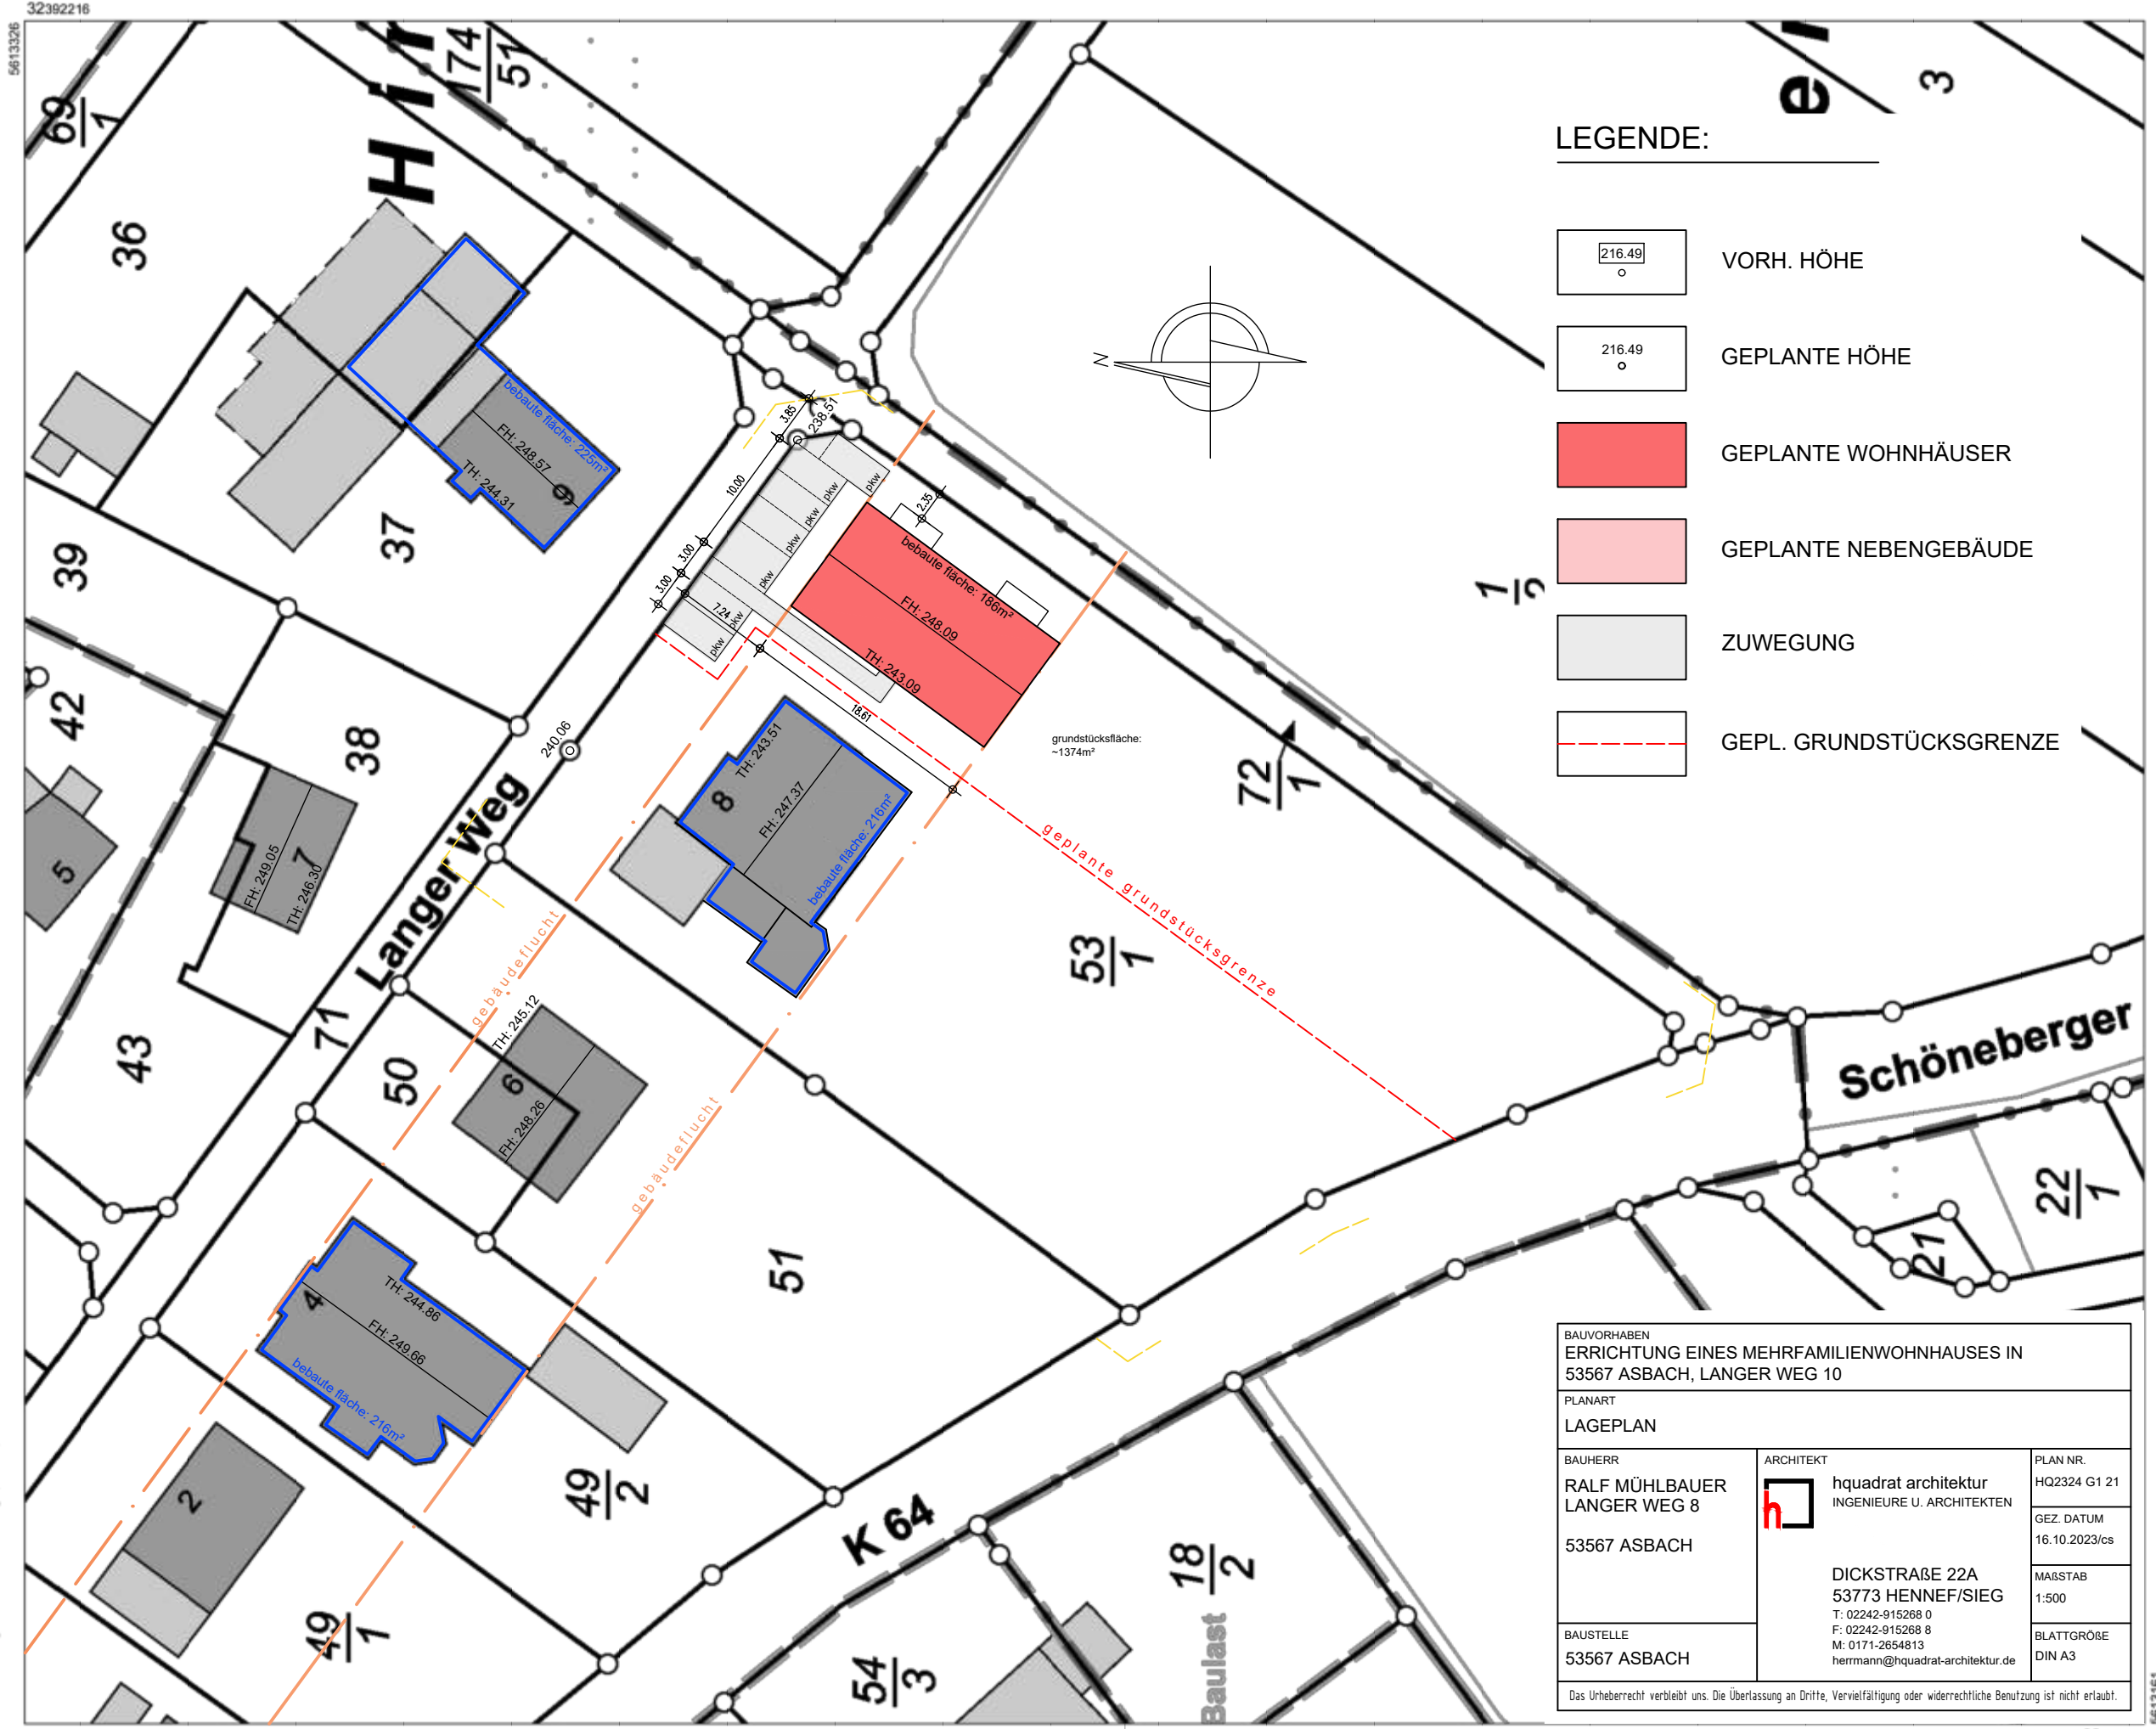 32392216
5613326
69
1
H i r
174
51
e
3
36
37
39
42
38
43
71
50
51
5
7
9
8
6
4
2
1
72
1
53
1
49
2
49
1
54
3
18
2
21
22
1
Langer Weg
Schöneberger
K 64
Baulast
bebaute fläche: 225m²
FH: 248.57
TH: 244.31
238.51
3.85
10.00
3.00
3.00
7.24
2.35
18.61
pkw
pkw
pkw
pkw
pkw
pkw
pkw
bebaute fläche: 186m²
FH: 248.09
TH: 243.09
240.06
TH: 243.51
FH: 247.37
bebaute fläche: 216m²
grundstücksfläche:
~1374m²
geplante grundstücksgrenze
gebäudeflucht
gebäudeflucht
FH: 249.05
TH: 246.30
TH: 245.12
FH: 248.26
TH: 244.86
FH: 249.66
bebaute fläche: 216m²
N
LEGENDE:
216.49
VORH. HÖHE
216.49
GEPLANTE HÖHE
GEPLANTE WOHNHÄUSER
GEPLANTE NEBENGEBÄUDE
ZUWEGUNG
GEPL. GRUNDSTÜCKSGRENZE
BAUVORHABEN
ERRICHTUNG EINES MEHRFAMILIENWOHNHAUSES IN
53567 ASBACH, LANGER WEG 10
PLANART
LAGEPLAN
BAUHERR
RALF MÜHLBAUER
LANGER WEG 8
53567 ASBACH
BAUSTELLE
53567 ASBACH
ARCHITEKT
h
hquadrat architektur
INGENIEURE U. ARCHITEKTEN
DICKSTRAßE 22A
53773 HENNEF/SIEG
T: 02242-915268 0
F: 02242-915268 8
M: 0171-2654813
herrmann@hquadrat-architektur.de
PLAN NR.
HQ2324 G1 21
GEZ. DATUM
16.10.2023/cs
MAßSTAB
1:500
BLATTGRÖßE
DIN A3
Das Urheberrecht verbleibt uns. Die Überlassung an Dritte, Vervielfältigung oder widerrechtliche Benutzung ist nicht erlaubt.